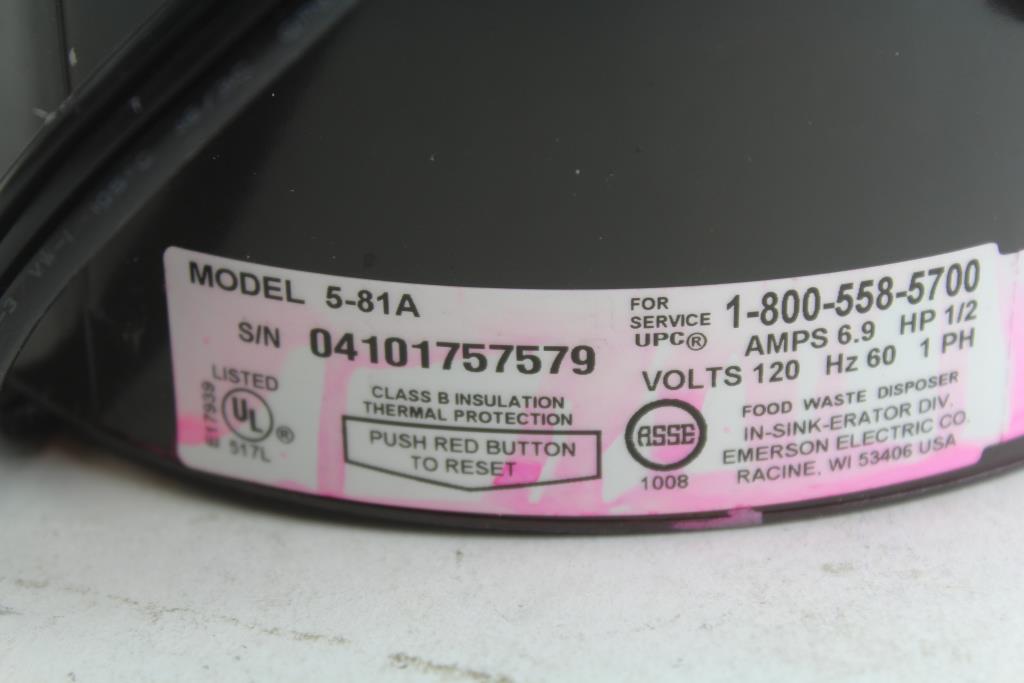 MODEL 5-81A
S/N 04101757579
LISTED
UL
®
E117939
517L
CLASS B INSULATION
THERMAL PROTECTION
PUSH RED BUTTON
TO RESET
FOR
SERVICE 1-800-558-5700
UPC® AMPS 6.9 HP 1/2
VOLTS 120 Hz 60 1 PH
ASSE
1008
FOOD WASTE DISPOSER
IN-SINK-ERATOR DIV.
EMERSON ELECTRIC CO.
RACINE, WI 53406 USA